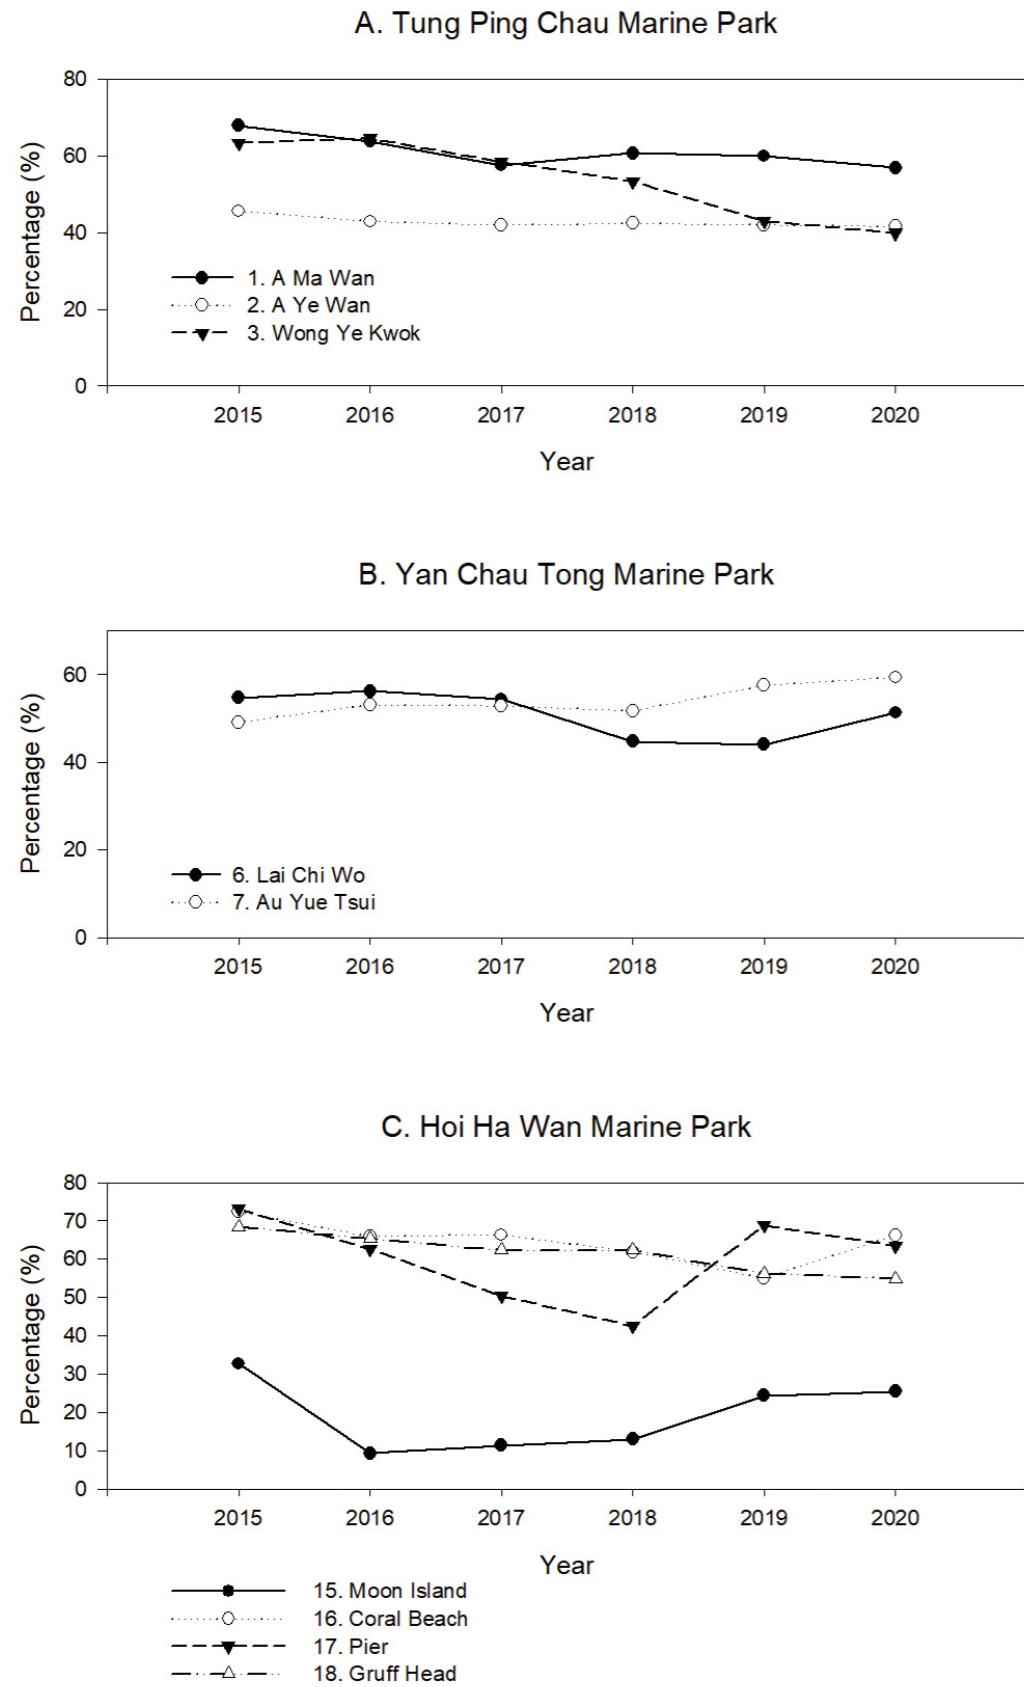 A. Tung Ping Chau Marine Park
Percentage (%)
80
60
40
20
0
1. A Ma Wan
2. A Ye Wan
3. Wong Ye Kwok
2015 2016 2017 2018 2019 2020
Year
B. Yan Chau Tong Marine Park
Percentage (%)
60
40
20
0
6. Lai Chi Wo
7. Au Yue Tsui
2015 2016 2017 2018 2019 2020
Year
C. Hoi Ha Wan Marine Park
Percentage (%)
80
70
60
50
40
30
20
10
0
2015 2016 2017 2018 2019 2020
Year
15. Moon Island
16. Coral Beach
17. Pier
18. Gruff Head